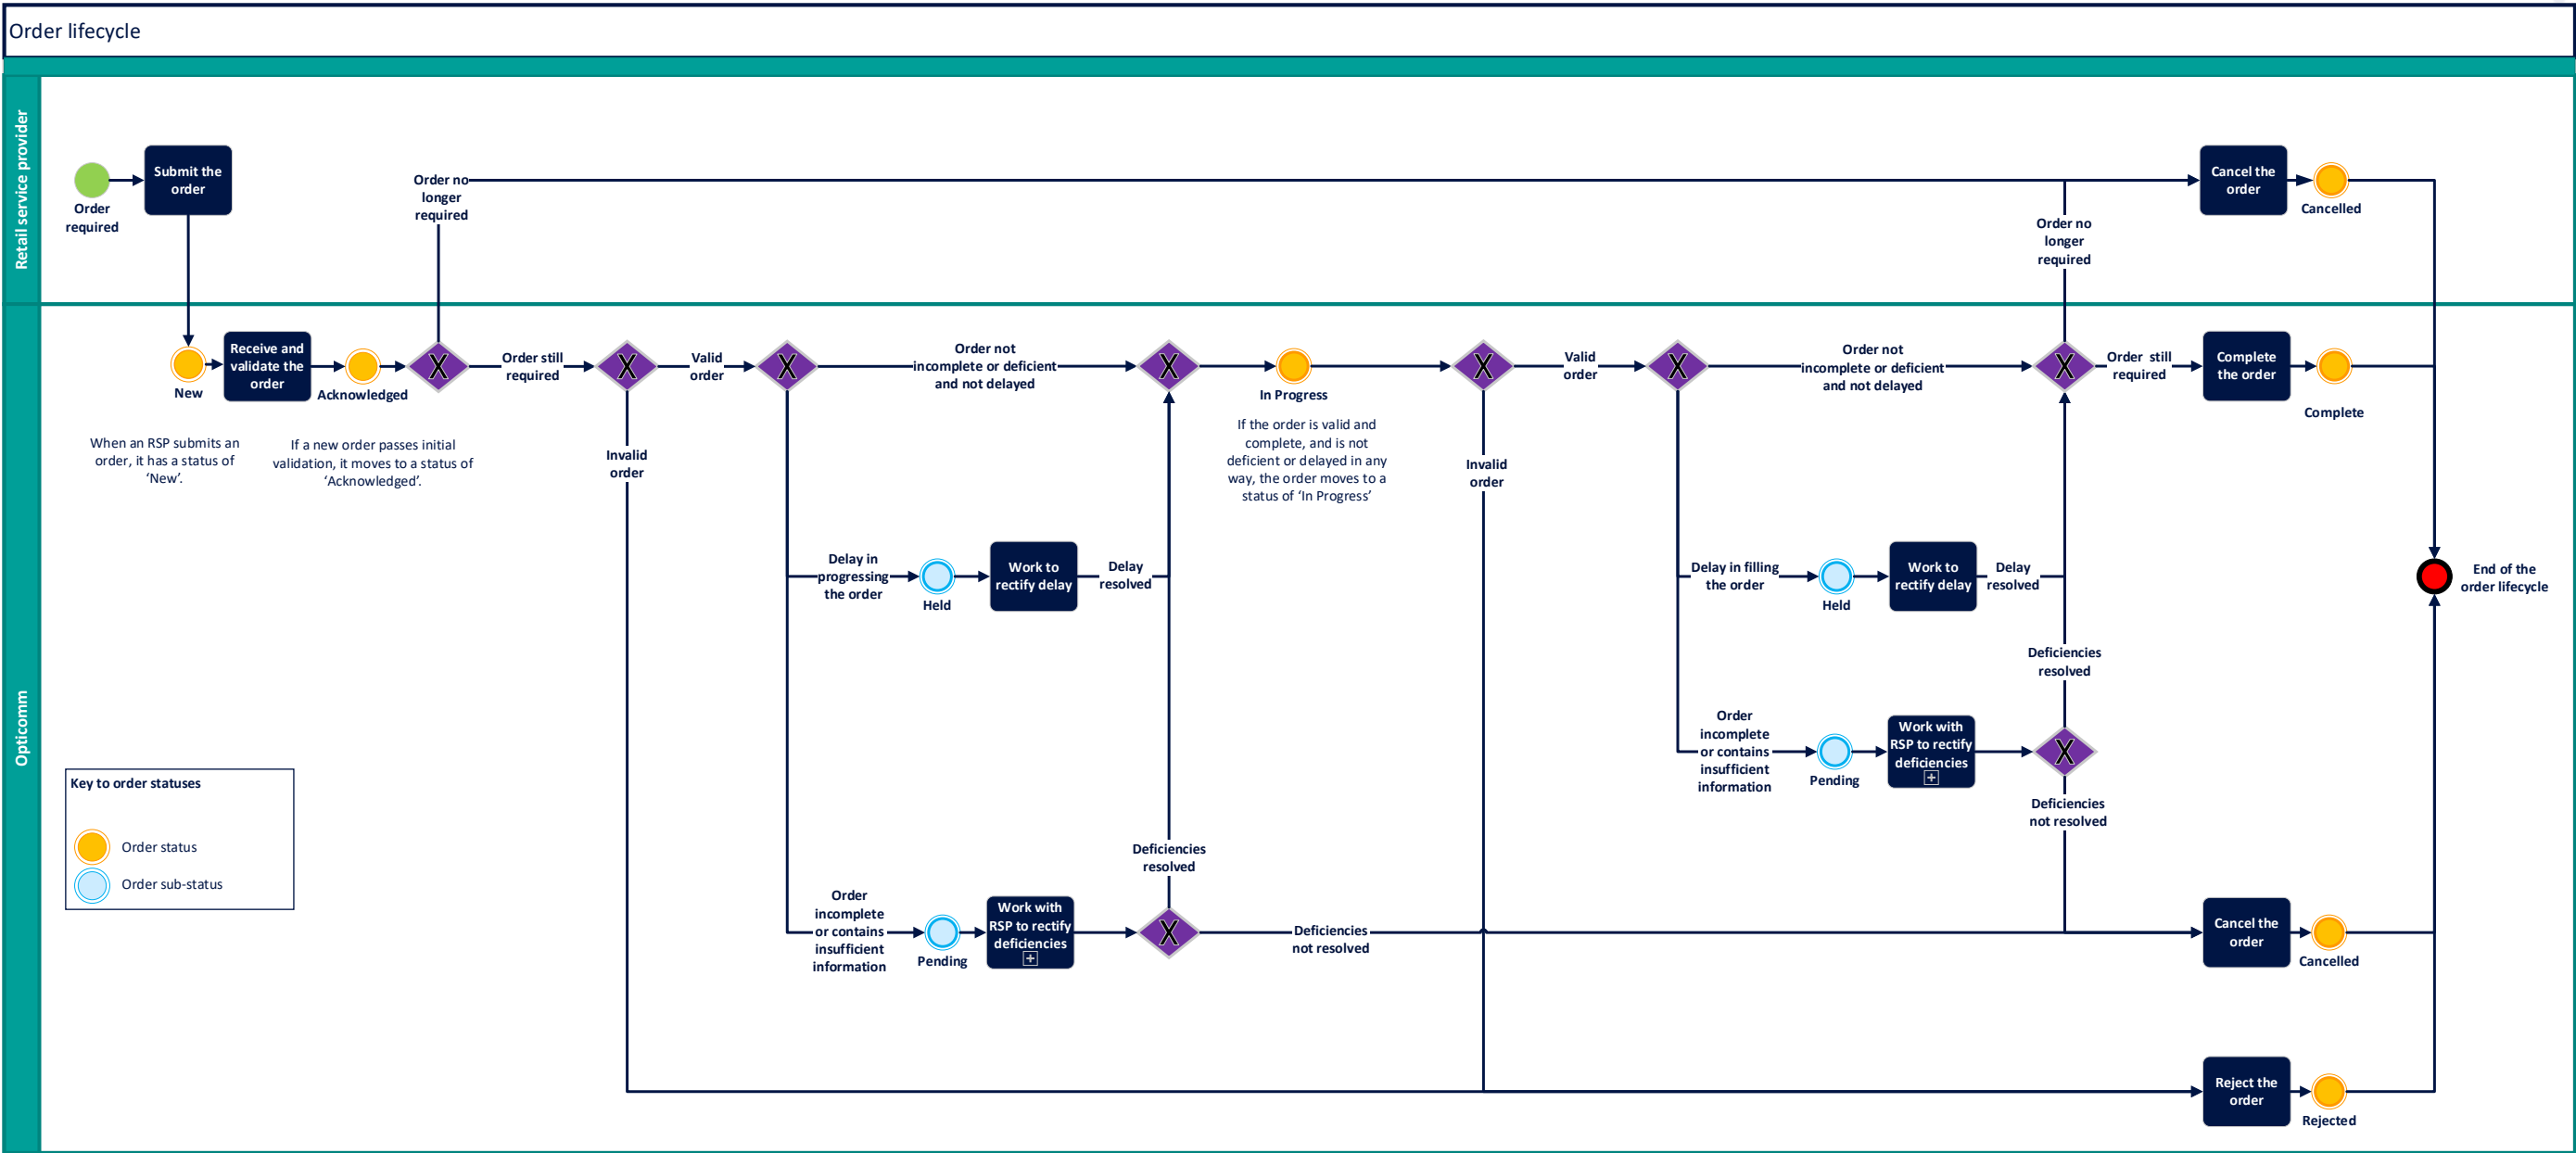 Order lifecycle
Retail service provider
Order
required
Submit the
order
Order no
longer
required
Order no
longer
required
Cancel the
order
Cancelled
Opticomm
New
When an RSP submits an
order, it has a status of
‘New’.
Receive and
validate the
order
Acknowledged
If a new order passes initial
validation, it moves to a status of
‘Acknowledged’.
X
Order still
required
X
Valid
order
Invalid
order
X
Order not
incomplete or deficient
and not delayed
X
In Progress
If the order is valid and
complete, and is not
deficient or delayed in any
way, the order moves to a
status of ‘In Progress’
X
Valid
order
Invalid
order
X
Order not
incomplete or deficient
and not delayed
X
Order still
required
Complete
the order
Complete
Delay in
progressing
the order
Held
Work to
rectify delay
Delay
resolved
Delay in filling
the order
Held
Work to
rectify delay
Delay
resolved
End of the
order lifecycle
Deficiencies
resolved
Order
incomplete
or contains
insufficient
information
Pending
Work with
RSP to rectify
deficiencies
X
Deficiencies
not resolved
Key to order statuses
Order status
Order sub-status
Deficiencies
resolved
Order
incomplete
or contains
insufficient
information
Pending
Work with
RSP to rectify
deficiencies
X
Deficiencies
not resolved
Cancel the
order
Cancelled
Reject the
order
Rejected